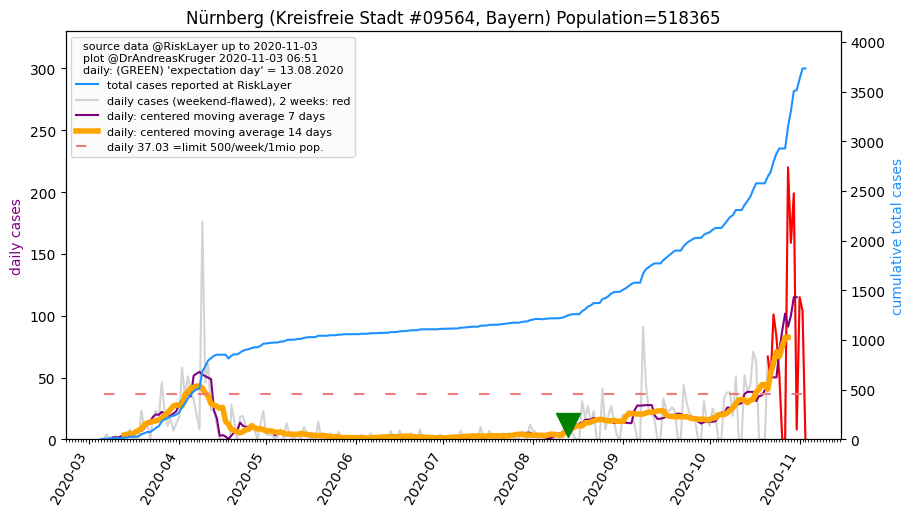 Nürnberg (Kreisfreie Stadt #09564, Bayern) Population=518365
source data @RiskLayer up to 2020-11-03
plot @DrAndreasKruger 2020-11-03 06:51
daily: (GREEN) 'expectation day' = 13.08.2020
total cases reported at RiskLayer
daily cases (weekend-flawed), 2 weeks: red
daily: centered moving average 7 days
daily: centered moving average 14 days
daily 37.03 =limit 500/week/1mio pop.
daily cases
300
250
200
150
100
50
0
cumulative total cases
4000
3500
3000
2500
2000
1500
1000
500
0
2020-03
2020-04
2020-05
2020-06
2020-07
2020-08
2020-09
2020-10
2020-11